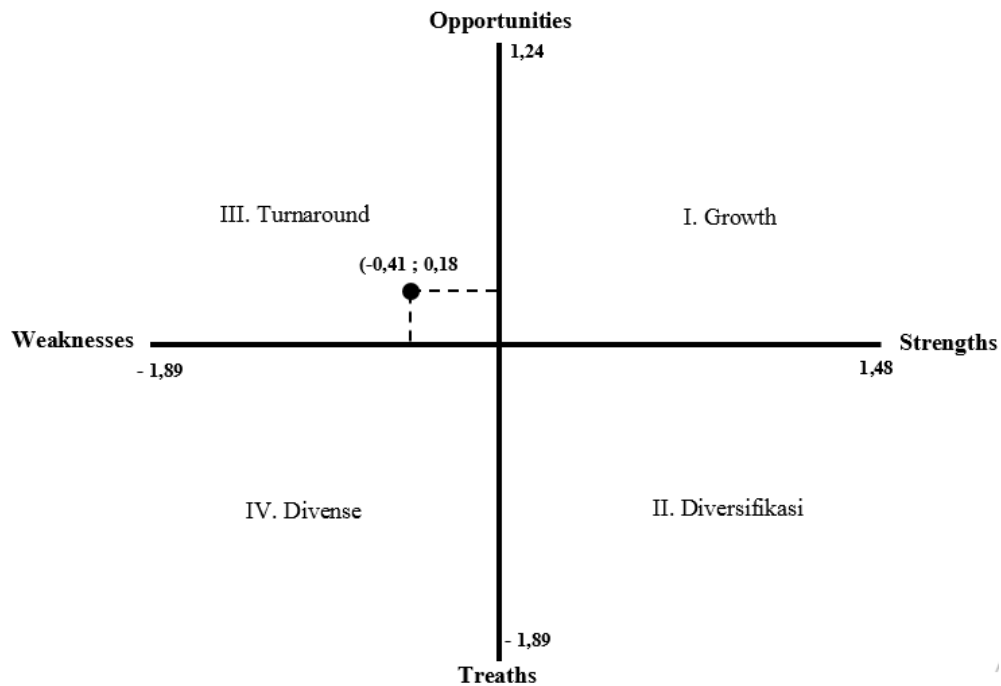 Opportunities
1,24
III. Turnaround
I. Growth
(-0,41 ; 0,18
Weaknesses
Strengths
- 1,89
1,48
IV. Divense
II. Diversifikasi
- 1,89
Treaths